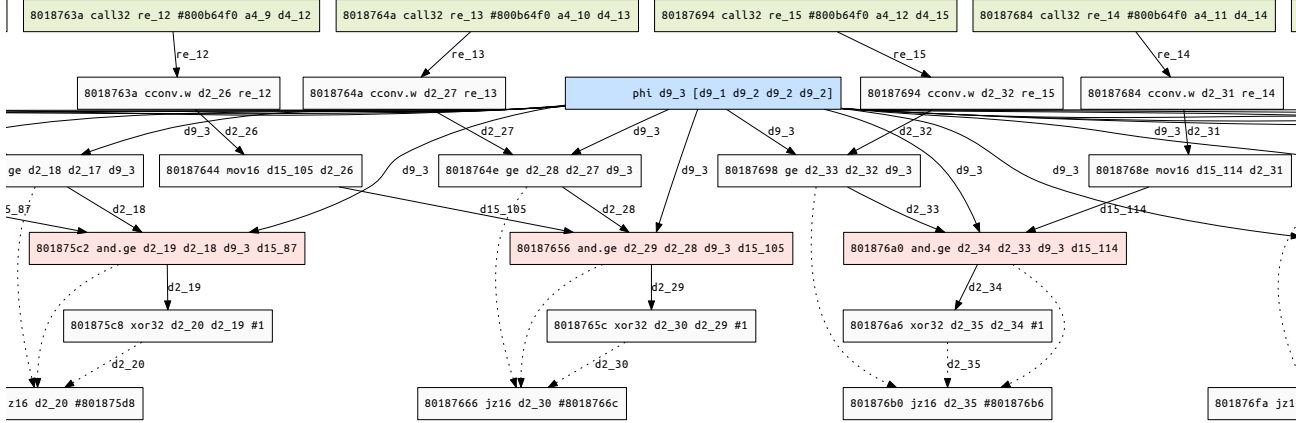 8018763a call32 re_12 #800b64f0 a4_9 d4_12
8018764a call32 re_13 #800b64f0 a4_10 d4_13
80187694 call32 re_15 #800b64f0 a4_12 d4_15
80187684 call32 re_14 #800b64f0 a4_11 d4_14
re_12
re_13
re_15
re_14
8018763a cconv.w d2_26 re_12
8018764a cconv.w d2_27 re_13
phi d9_3 [d9_1 d9_2 d9_2 d9_2]
80187694 cconv.w d2_32 re_15
80187684 cconv.w d2_31 re_14
d9_3
d2_26
d2_27
d9_3
d9_3
d2_32
d9_3
d2_31
ge d2_18 d2_17 d9_3
80187644 mov16 d15_105 d2_26
d9_3
8018764e ge d2_28 d2_27 d9_3
d9_3
80187698 ge d2_33 d2_32 d9_3
d9_3
d9_3
8018768e mov16 d15_114 d2_31
5_87
d2_18
d15_105
d2_28
d2_33
d15_114
801875c2 and.ge d2_19 d2_18 d9_3 d15_87
80187656 and.ge d2_29 d2_28 d9_3 d15_105
801876a0 and.ge d2_34 d2_33 d9_3 d15_114
d2_19
d2_29
d2_34
801875c8 xor32 d2_20 d2_19 #1
8018765c xor32 d2_30 d2_29 #1
801876a6 xor32 d2_35 d2_34 #1
d2_20
d2_30
d2_35
z16 d2_20 #801875d8
80187666 jz16 d2_30 #8018766c
801876b0 jz16 d2_35 #801876b6
801876fa jz1